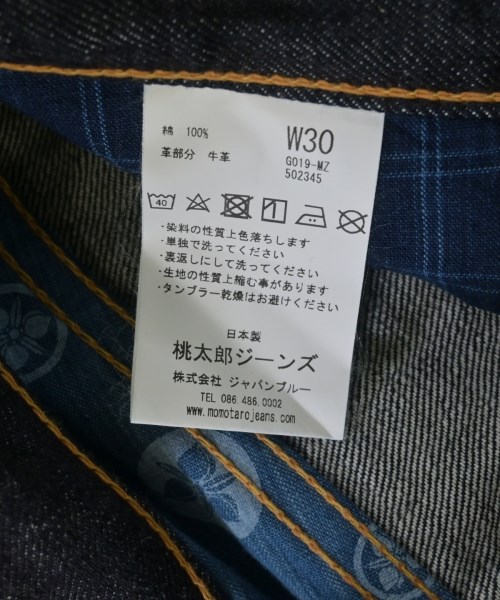 綿 100%
革部分 牛革
W30
G019-MZ
502345
40
・染料の性質上色落ちします
・単独で洗ってください
・裏返しにして洗ってください
・生地の性質上縮む事があります
・タンブラー乾燥はお避けください
日本製
桃太郎ジーンズ
株式会社 ジャパンブルー
TEL 086.486.0002
www.momotarojeans.com